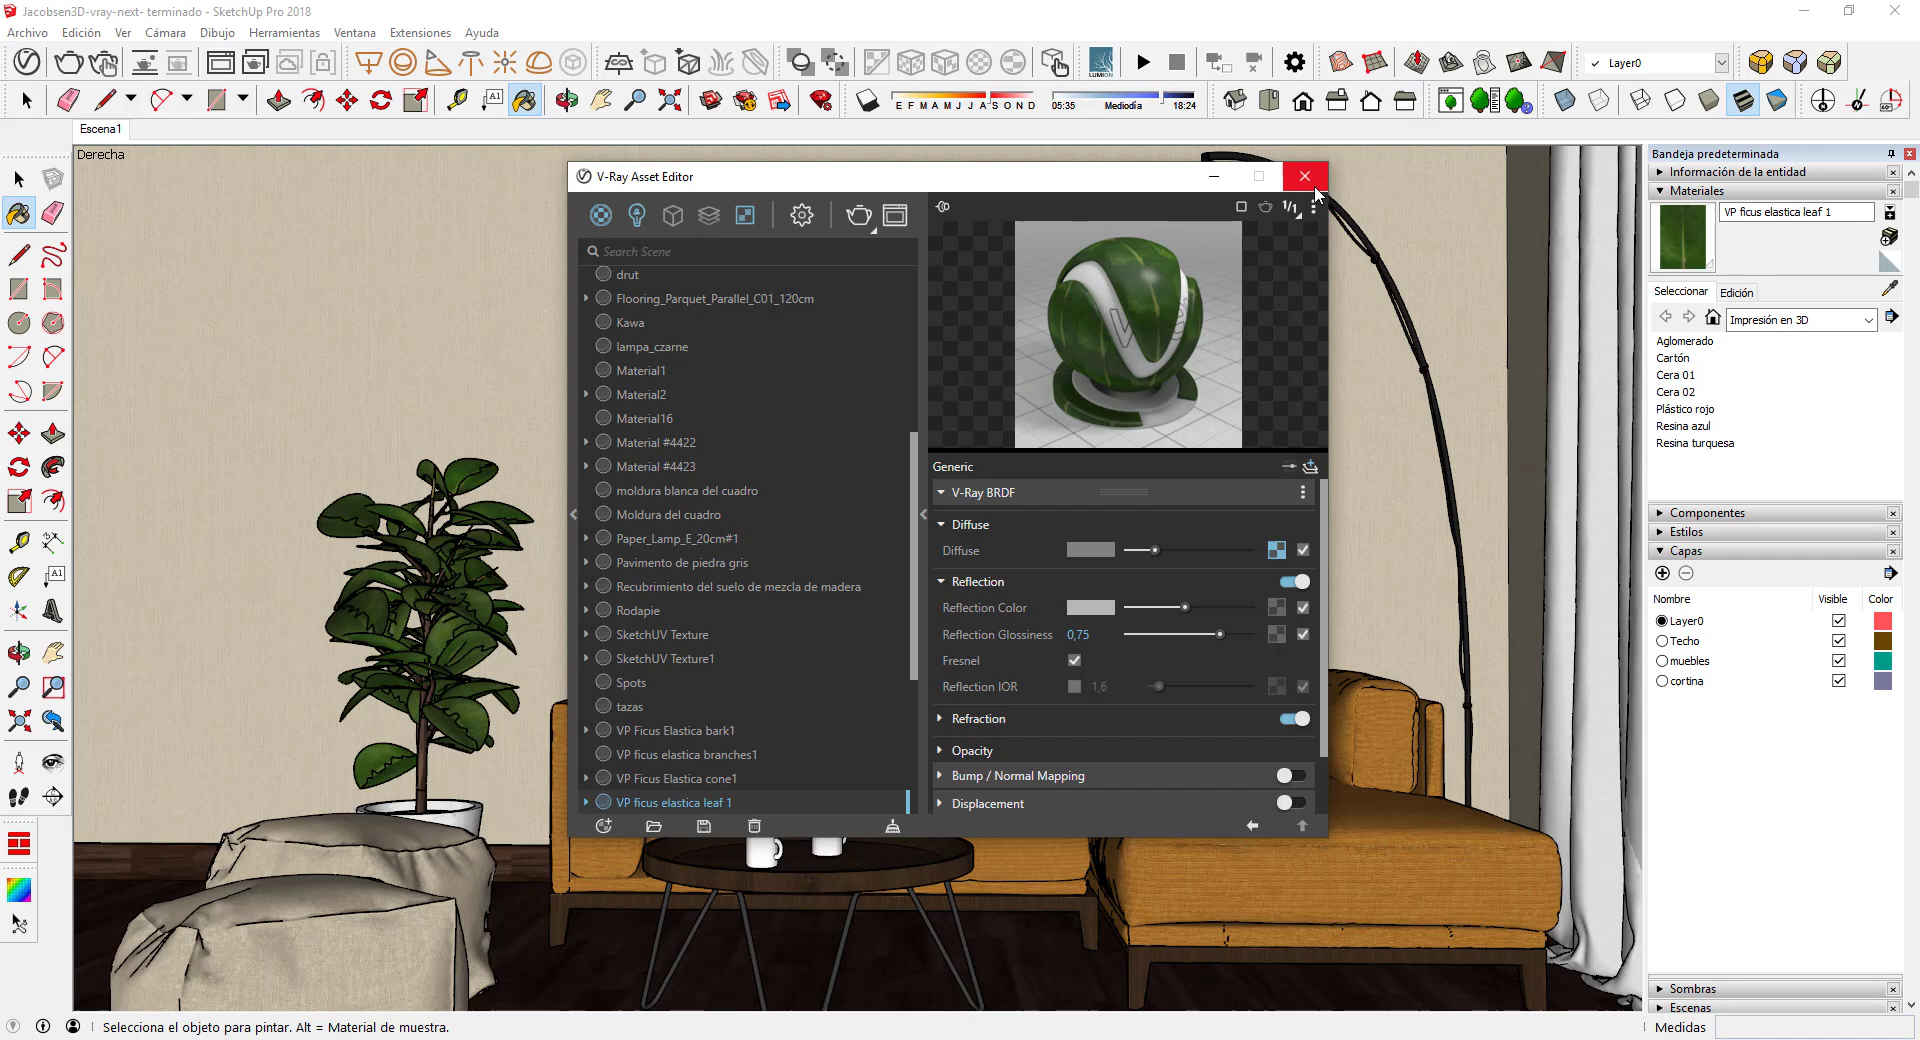 Jacobsen3D-vray-next- terminado - SketchUp Pro 2018
Archivo Edición Ver Cámara Dibujo Herramientas Ventana Extensiones Ayuda
LUMION
Layer0
A1
E F M A M J J A S O N D
05:35 Mediodía 18:24
60°
Escena1
Derecha
A1
V-Ray Asset Editor
1/1
Search Scene
drut
Flooring_Parquet_Parallel_C01_120cm
Kawa
lampa_czarne
Material1
Material2
Material16
Material #4422
Material #4423
moldura blanca del cuadro
Moldura del cuadro
Paper_Lamp_E_20cm#1
Pavimento de piedra gris
Recubrimiento del suelo de mezcla de madera
Rodapie
SketchUV Texture
SketchUV Texture1
Spots
tazas
VP Ficus Elastica bark1
VP ficus elastica branches1
VP Ficus Elastica cone1
VP ficus elastica leaf 1
Generic
V-Ray BRDF
Diffuse
Diffuse
Reflection
Reflection Color
Reflection Glossiness 0,75
Fresnel
Reflection IOR 1,6
Refraction
Opacity
Bump / Normal Mapping
Displacement
Bandeja predeterminada
Información de la entidad
Materiales
VP ficus elastica leaf 1
Seleccionar Edición
Impresión en 3D
Aglomerado
Cartón
Cera 01
Cera 02
Plástico rojo
Resina azul
Resina turquesa
Componentes
Estilos
Capas
Nombre Visible Color
Layer0
Techo
muebles
cortina
Sombras
Escenas
Selecciona el objeto para pintar. Alt = Material de muestra.
Medidas